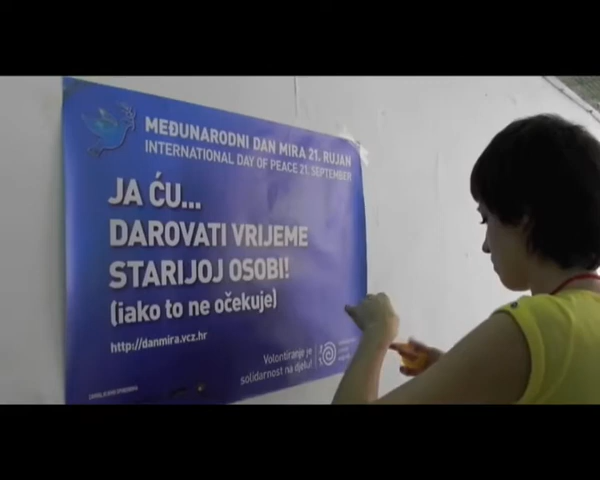 MEĐUNARODNI DAN MIRA 21. RUJAN
INTERNATIONAL DAY OF PEACE 21. SEPTEMBER
JA ĆU...
DAROVATI VRIJEME
STARIJOJ OSOBI!
(iako to ne očekuje)
http://danmira.vcz.hr
Volontiranje je
solidarnost na djelu!